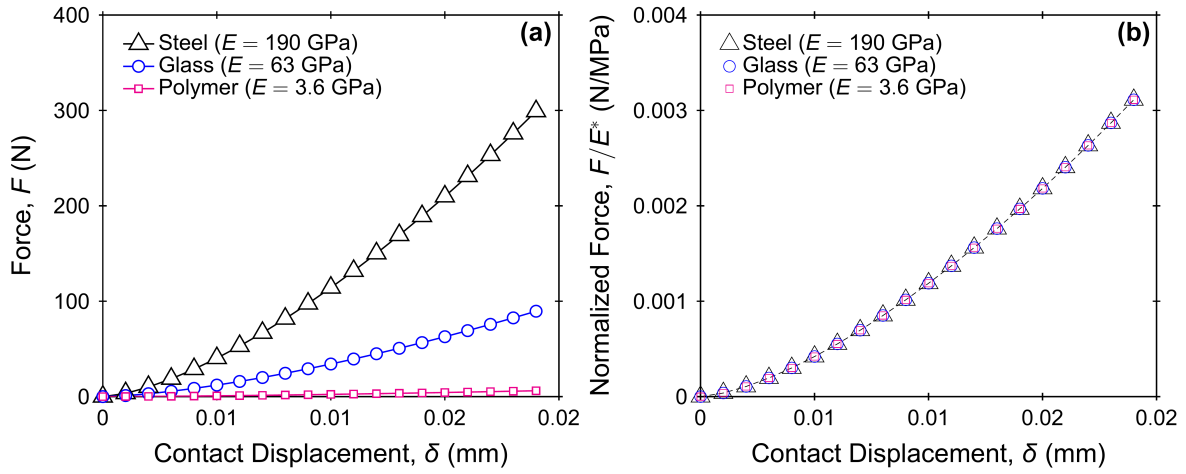 400
300
200
100
0
Force, F (N)
(a)
Steel (E = 190 GPa)
Glass (E = 63 GPa)
Polymer (E = 3.6 GPa)
0 0.01 0.01 0.02 0.02
Contact Displacement, δ (mm)
0.004
0.003
0.002
0.001
0.000
Normalized Force, F/E* (N/MPa)
(b)
Steel (E = 190 GPa)
Glass (E = 63 GPa)
Polymer (E = 3.6 GPa)
0 0.01 0.01 0.02 0.02
Contact Displacement, δ (mm)